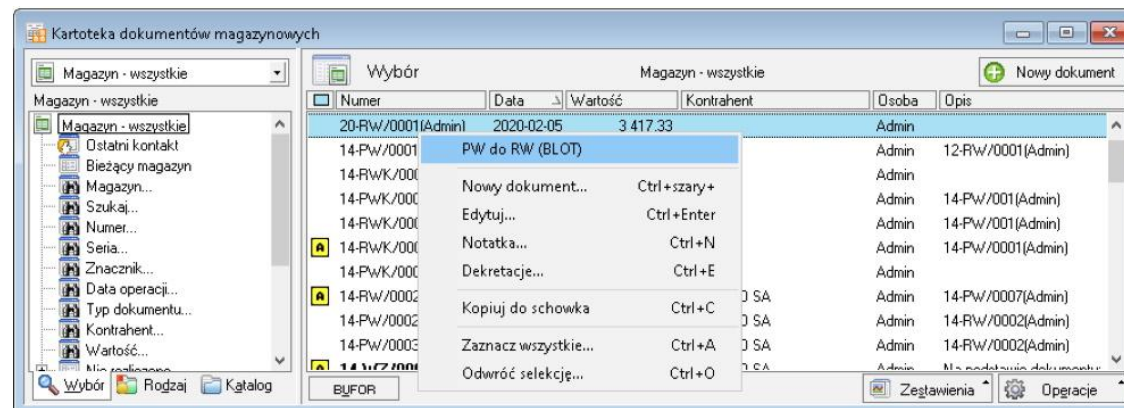 Kartoteka dokumentów magazynowych
Magazyn - wszystkie
Wybór Magazyn - wszystkie Nowy dokument
Magazyn - wszystkie
Numer Data Wartość Kontrahent Osoba Opis
Magazyn - wszystkie
Ostatni kontakt
Bieżący magazyn
Magazyn...
Szukaj...
Numer...
Seria...
Znacznik...
Data operacji...
Typ dokumentu...
Kontrahent...
Wartość...
20-RW/0001(Admin) 2020-02-05 3 417.33 Admin
14-PW/0001 Admin 12-RW/0001(Admin)
14-RWK/000 Admin
14-PWK/000 Admin 14-PW/001(Admin)
14-RWK/000 Admin 14-PW/001(Admin)
A 14-RWK/000 Admin 14-PW/0001(Admin)
14-PWK/000 Admin
A 14-RW/0002 SA Admin 14-PW/0007(Admin)
14-PW/0002 SA Admin 14-RW/0002(Admin)
14-PW/0003 SA Admin 14-RW/0002(Admin)
PW do RW (BLOT)
Nowy dokument... Ctrl+szary+
Edytuj... Ctrl+Enter
Notatka... Ctrl+N
Dekretacje... Ctrl+E
Kopiuj do schowka Ctrl+C
Zaznacz wszystkie... Ctrl+A
Odwróć selekcję... Ctrl+O
Wybór Rodzaj Katalog BUFOR Zestawienia Operacje